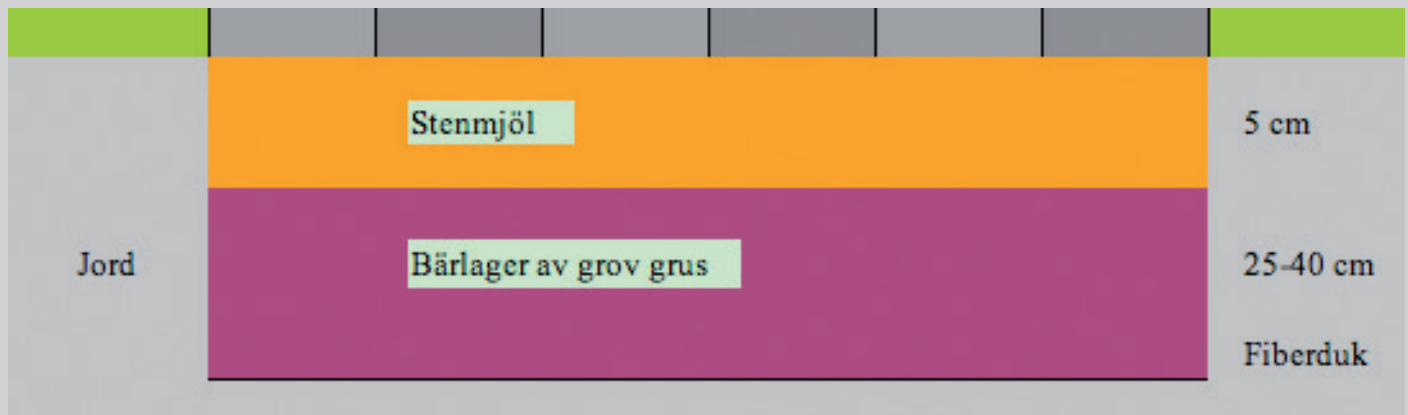 Stenmjöl
5 cm
Jord
Bärlager av grov grus
25-40 cm
Fiberduk